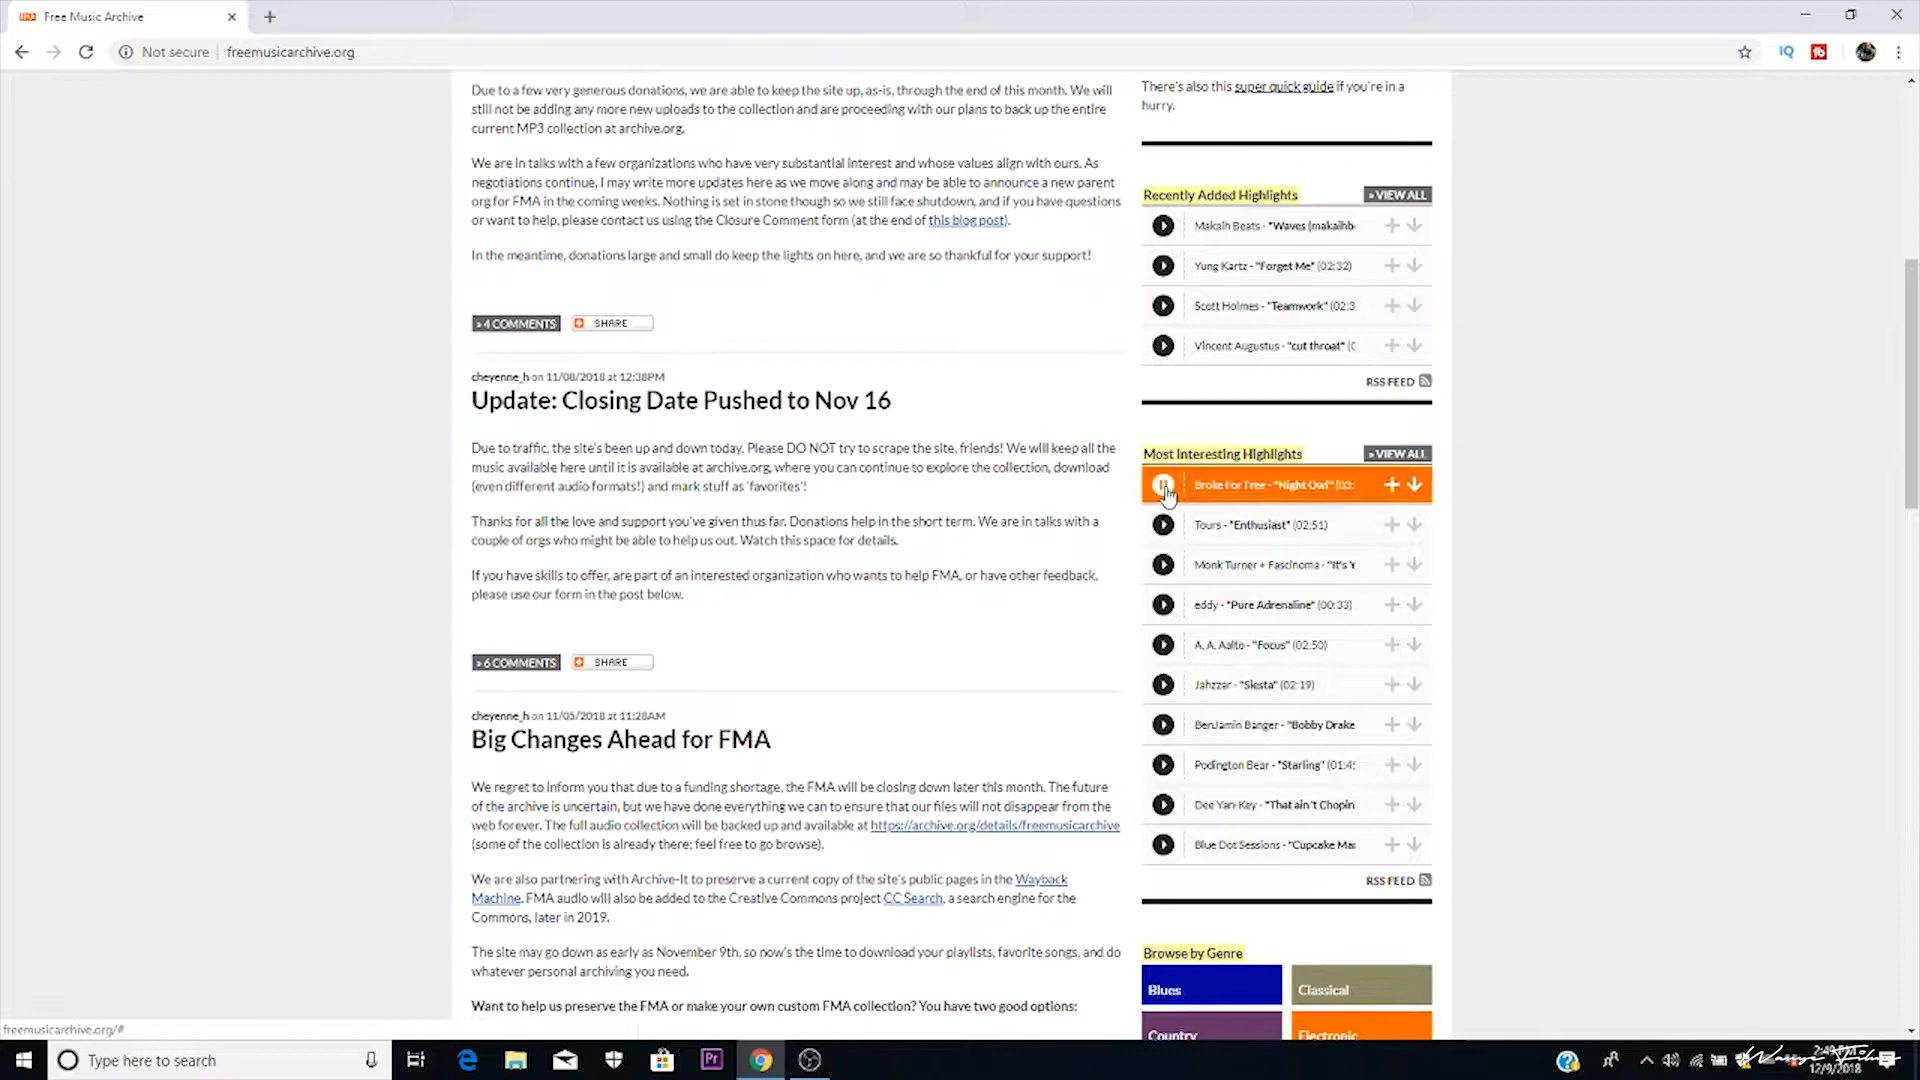 Free Music Archive
Not secure
freemusicarchive.org
Due to a few very generous donations, we are able to keep the site up, as-is, through the end of this month. We will
still not be adding any more new uploads to the collection and are proceeding with our plans to back up the entire
current MP3 collection at archive.org.
We are in talks with a few organizations who have very substantial interest and whose values align with ours. As
negotiations continue, I may write more updates here as we move along and may be able to announce a new parent
org for FMA in the coming weeks. Nothing is set in stone though so we still face shutdown, and if you have questions
or want to help, please contact us using the Closure Comment form (at the end of this blog post).
In the meantime, donations large and small do keep the lights on here, and we are so thankful for your support!
» 4 COMMENTS
SHARE
cheyenne_h on 11/08/2018 at 12:38PM
Update: Closing Date Pushed to Nov 16
Due to traffic, the site's been up and down today. Please DO NOT try to scrape the site, friends! We will keep all the
music available here until it is available at archive.org, where you can continue to explore the collection, download
(even different audio formats!) and mark stuff as 'favorites'!
Thanks for all the love and support you've given thus far. Donations help in the short term. We are in talks with a
couple of orgs who might be able to help us out. Watch this space for details.
If you have skills to offer, are part of an interested organization who wants to help FMA, or have other feedback,
please use our form in the post below.
» 6 COMMENTS
SHARE
cheyenne_h on 11/05/2018 at 11:28AM
Big Changes Ahead for FMA
We regret to inform you that due to a funding shortage, the FMA will be closing down later this month. The future
of the archive is uncertain, but we have done everything we can to ensure that our files will not disappear from the
web forever. The full audio collection will be backed up and available at https://archive.org/details/freemusicarchive
(some of the collection is already there; feel free to go browse).
We are also partnering with Archive-It to preserve a current copy of the site's public pages in the Wayback
Machine. FMA audio will also be added to the Creative Commons project CC Search, a search engine for the
Commons, later in 2019.
The site may go down as early as November 9th, so now's the time to download your playlists, favorite songs, and do
whatever personal archiving you need.
Want to help us preserve the FMA or make your own custom FMA collection? You have two good options:
There's also this super quick guide if you're in a
hurry.
Recently Added Highlights
» VIEW ALL
Makaih Beats - "Waves (makaihb
Yung Kartz - "Forget Me" (02:32)
Scott Holmes - "Teamwork" (02:3
Vincent Augustus - "cut throat" (
RSS FEED
Most Interesting Highlights
» VIEW ALL
Broke For Free - "Night Owl" (03:
Tours - "Enthusiast" (02:51)
Monk Turner + Fascinoma - "It's
eddy - "Pure Adrenaline" (00:33)
A. A. Aalto - "Focus" (02:50)
Jahzzar - "Siesta" (02:19)
BenJamin Banger - "Bobby Drake
Podington Bear - "Starling" (01:45
Dee Yan-Key - "That ain't Chopin
Blue Dot Sessions - "Cupcake Mar
RSS FEED
Browse by Genre
Blues
Classical
Country
Electronic
freemusicarchive.org/#
Type here to search
Pr
2:49 PM
12/9/2018